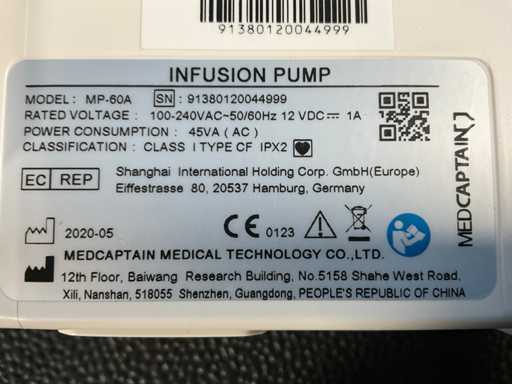 91380120044999
INFUSION PUMP
MODEL: MP-60A SN: 91380120044999
RATED VOLTAGE: 100-240VAC~50/60Hz 12 VDC⎓ 1A
POWER CONSUMPTION: 45VA (AC)
CLASSIFICATION: CLASS I TYPE CF IPX2
EC REP
Shanghai International Holding Corp. GmbH(Europe)
Eiffestrasse 80, 20537 Hamburg, Germany
MEDCAPTAIN
2020-05
CE 0123
MEDCAPTAIN MEDICAL TECHNOLOGY CO.,LTD.
12th Floor, Baiwang Research Building, No.5158 Shahe West Road,
Xili, Nanshan, 518055 Shenzhen, Guangdong, PEOPLE'S REPUBLIC OF CHINA